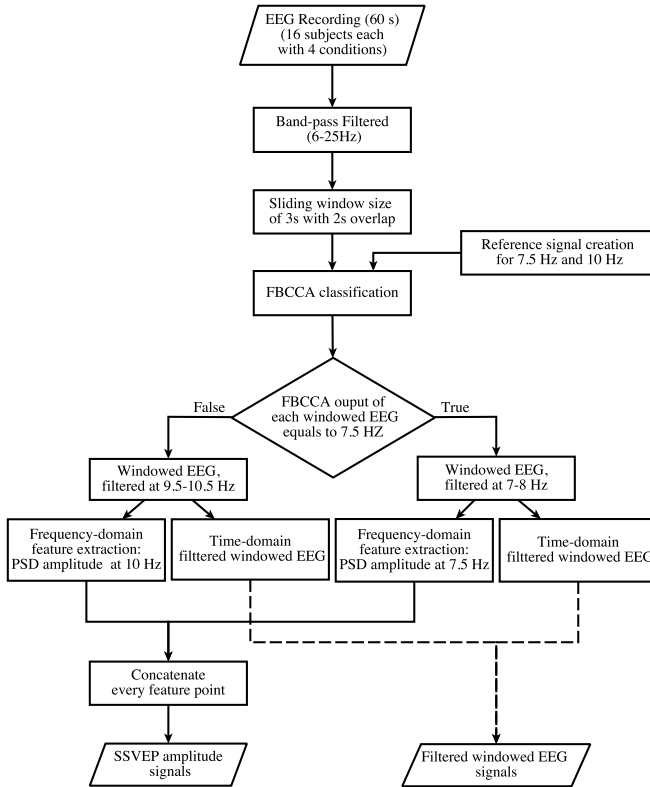 EEG Recording (60 s)
(16 subjects each
with 4 conditions)
Band-pass Filtered
(6-25Hz)
Sliding window size
of 3s with 2s overlap
Reference signal creation
for 7.5 Hz and 10 Hz
FBCCA classification
False
FBCCA ouput of
each windowed EEG
equals to 7.5 HZ
True
Windowed EEG,
filtered at 9.5-10.5 Hz
Windowed EEG,
filtered at 7-8 Hz
Frequency-domain
feature extraction:
PSD amplitude at 10 Hz
Time-domain
filttered windowed EEG
Frequency-domain
feature extraction:
PSD amplitude at 7.5 Hz
Time-domain
filttered windowed EEG
Concatenate
every feature point
SSVEP amplitude
signals
Filtered windowed EEG
signals